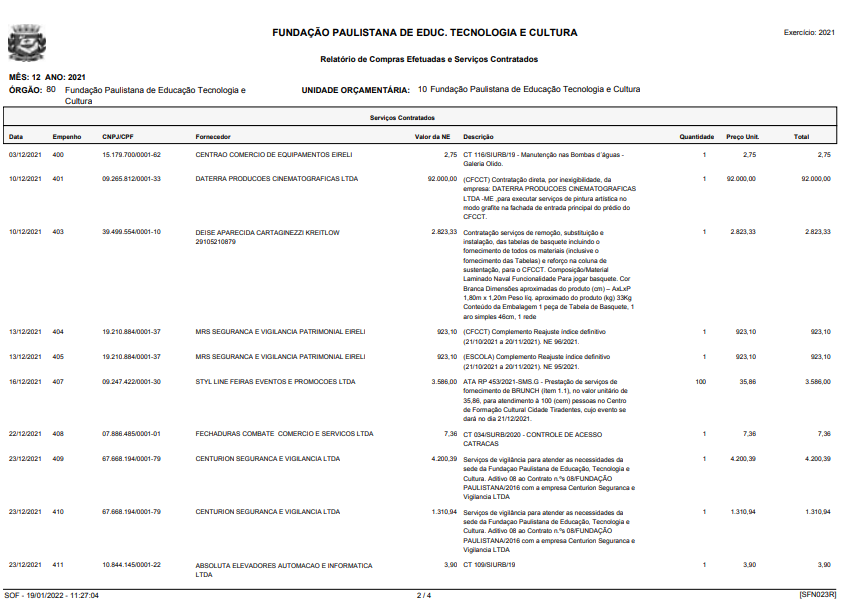 FUNDAÇÃO PAULISTANA DE EDUC. TECNOLOGIA E CULTURA
Exercício: 2021
Relatório de Compras Efetuadas e Serviços Contratados
MÊS: 12 ANO: 2021
ÓRGÃO: 80 Fundação Paulistana de Educação Tecnologia e
Cultura
UNIDADE ORÇAMENTÁRIA: 10 Fundação Paulistana de Educação Tecnologia e Cultura
Serviços Contratados
Data Empenho CNPJ/CPF Fornecedor Valor da NE Descrição Quantidade Preço Unit. Total
03/12/2021 400 15.179.700/0001-62 CENTRAO COMERCIO DE EQUIPAMENTOS EIRELI 2,75 CT 116/SIURB/19 - Manutenção nas Bombas d'águas - 1 2,75 2,75
Galeria Olido.
10/12/2021 401 09.265.812/0001-33 DATERRA PRODUCOES CINEMATOGRAFICAS LTDA 92.000,00 (CFCCT) Contratação direta, por inexigibilidade, da 1 92.000,00 92.000,00
empresa: DATERRA PRODUCOES CINEMATOGRAFICAS
LTDA -ME ,para executar serviços de pintura artística no
modo grafite na fachada de entrada principal do prédio do
CFCCT.
10/12/2021 403 39.499.554/0001-10 DEISE APARECIDA CARTAGINEZZI KREITLOW 2.823,33 Contratação serviços de remoção, substituição e 1 2.823,33 2.823,33
29105210879 instalação, das tabelas de basquete incluindo o
fornecimento de todos os materiais (inclusive o
fornecimento das Tabelas) e reforço na coluna de
sustentação, para o CFCCT. Composição/Material
Laminado Naval Funcionalidade Para jogar basquete. Cor
Branca Dimensões aproximadas do produto (cm) – AxLxP
1,80m x 1,20m Peso líq. aproximado do produto (kg) 33Kg
Conteúdo da Embalagem 1 peça de Tabela de Basquete, 1
aro simples 46cm, 1 rede
13/12/2021 404 19.210.884/0001-37 MRS SEGURANCA E VIGILANCIA PATRIMONIAL EIRELI 923,10 (CFCCT) Complemento Reajuste índice definitivo 1 923,10 923,10
(21/10/2021 a 20/11/2021). NE 96/2021.
13/12/2021 405 19.210.884/0001-37 MRS SEGURANCA E VIGILANCIA PATRIMONIAL EIRELI 923,10 (ESCOLA) Complemento Reajuste índice definitivo 1 923,10 923,10
(21/10/2021 a 20/11/2021). NE 95/2021.
16/12/2021 407 09.247.422/0001-30 STYL LINE FEIRAS EVENTOS E PROMOCOES LTDA 3.586,00 ATA RP 453/2021-SMS.G - Prestação de serviços de 100 35,86 3.586,00
fornecimento de BRUNCH (Item 1.1), no valor unitário de
35,86, para atendimento à 100 (cem) pessoas no Centro
de Formação Cultural Cidade Tiradentes, cujo evento se
dará no dia 21/12/2021.
22/12/2021 408 07.886.485/0001-01 FECHADURAS COMBATE COMERCIO E SERVICOS LTDA 7,36 CT 034/SIURB/2020 - CONTROLE DE ACESSO 1 7,36 7,36
CATRACAS
23/12/2021 409 67.668.194/0001-79 CENTURION SEGURANCA E VIGILANCIA LTDA 4.200,39 Serviços de vigilância para atender as necessidades da 1 4.200,39 4.200,39
sede da Fundaçao Paulistana de Educação, Tecnologia e
Cultura. Aditivo 08 ao Contrato n.ºs 08/FUNDAÇÃO
PAULISTANA/2016 com a empresa Centurion Seguranca e
Vigilancia LTDA
23/12/2021 410 67.668.194/0001-79 CENTURION SEGURANCA E VIGILANCIA LTDA 1.310,94 Serviços de vigilância para atender as necessidades da 1 1.310,94 1.310,94
sede da Fundaçao Paulistana de Educação, Tecnologia e
Cultura. Aditivo 08 ao Contrato n.ºs 08/FUNDAÇÃO
PAULISTANA/2016 com a empresa Centurion Seguranca e
Vigilancia LTDA
23/12/2021 411 10.844.145/0001-22 ABSOLUTA ELEVADORES AUTOMACAO E INFORMATICA 3,90 CT 109/SIURB/19 1 3,90 3,90
LTDA
SOF - 19/01/2022 - 11:27:04 2 / 4 [SFN023R]